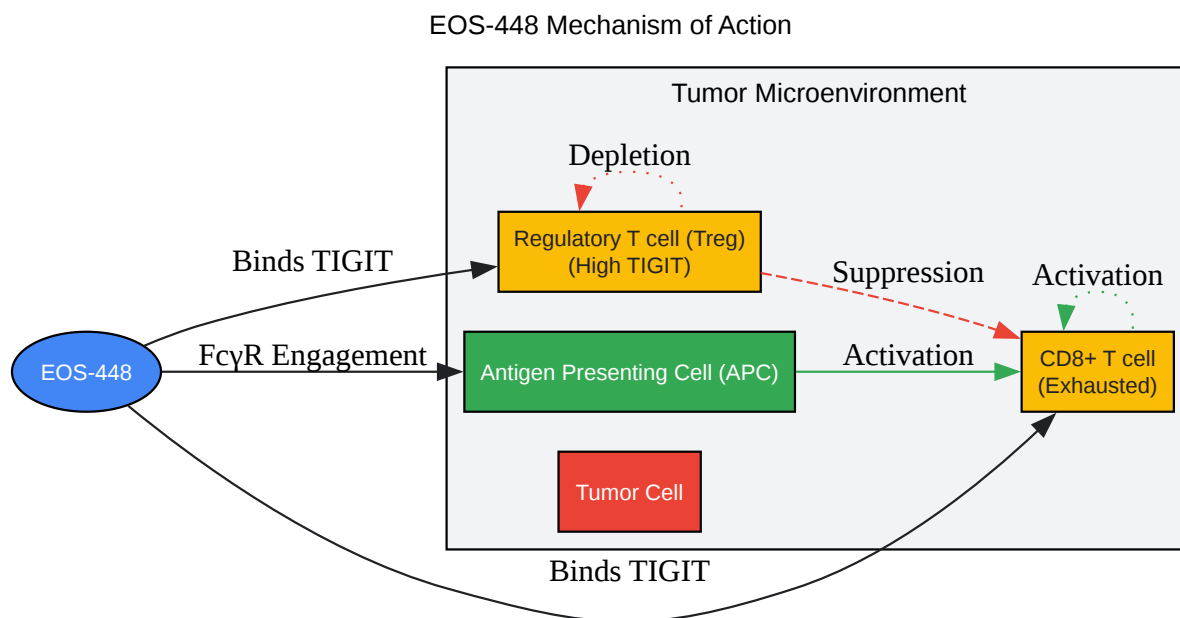 EOS-448 Mechanism of Action
Tumor Microenvironment
Depletion
Regulatory T cell (Treg)
(High TIGIT)
Binds TIGIT
Suppression
Activation
EOS-448
FcγR Engagement
Antigen Presenting Cell (APC)
Activation
CD8+ T cell
(Exhausted)
Tumor Cell
Binds TIGIT